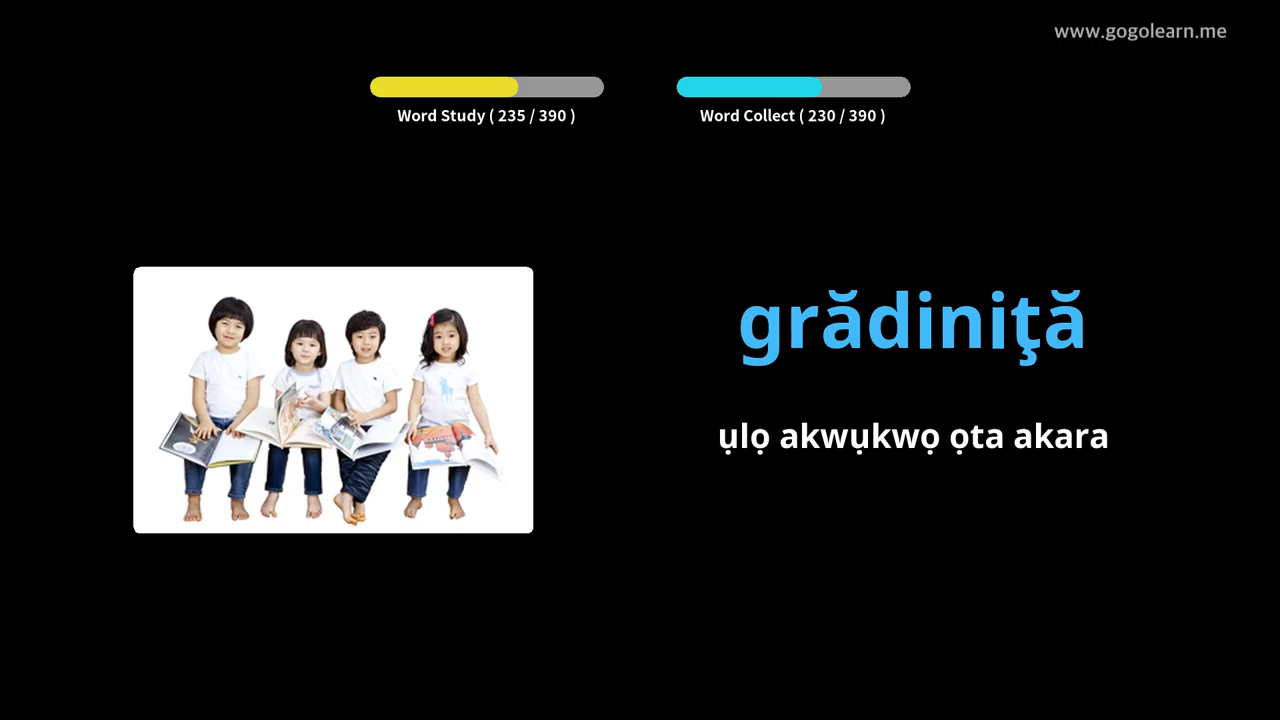 www.gogolearn.me
Word Study ( 235 / 390 )
Word Collect ( 230 / 390 )
grădiniţă
ụlọ akwụkwọ ọta akara